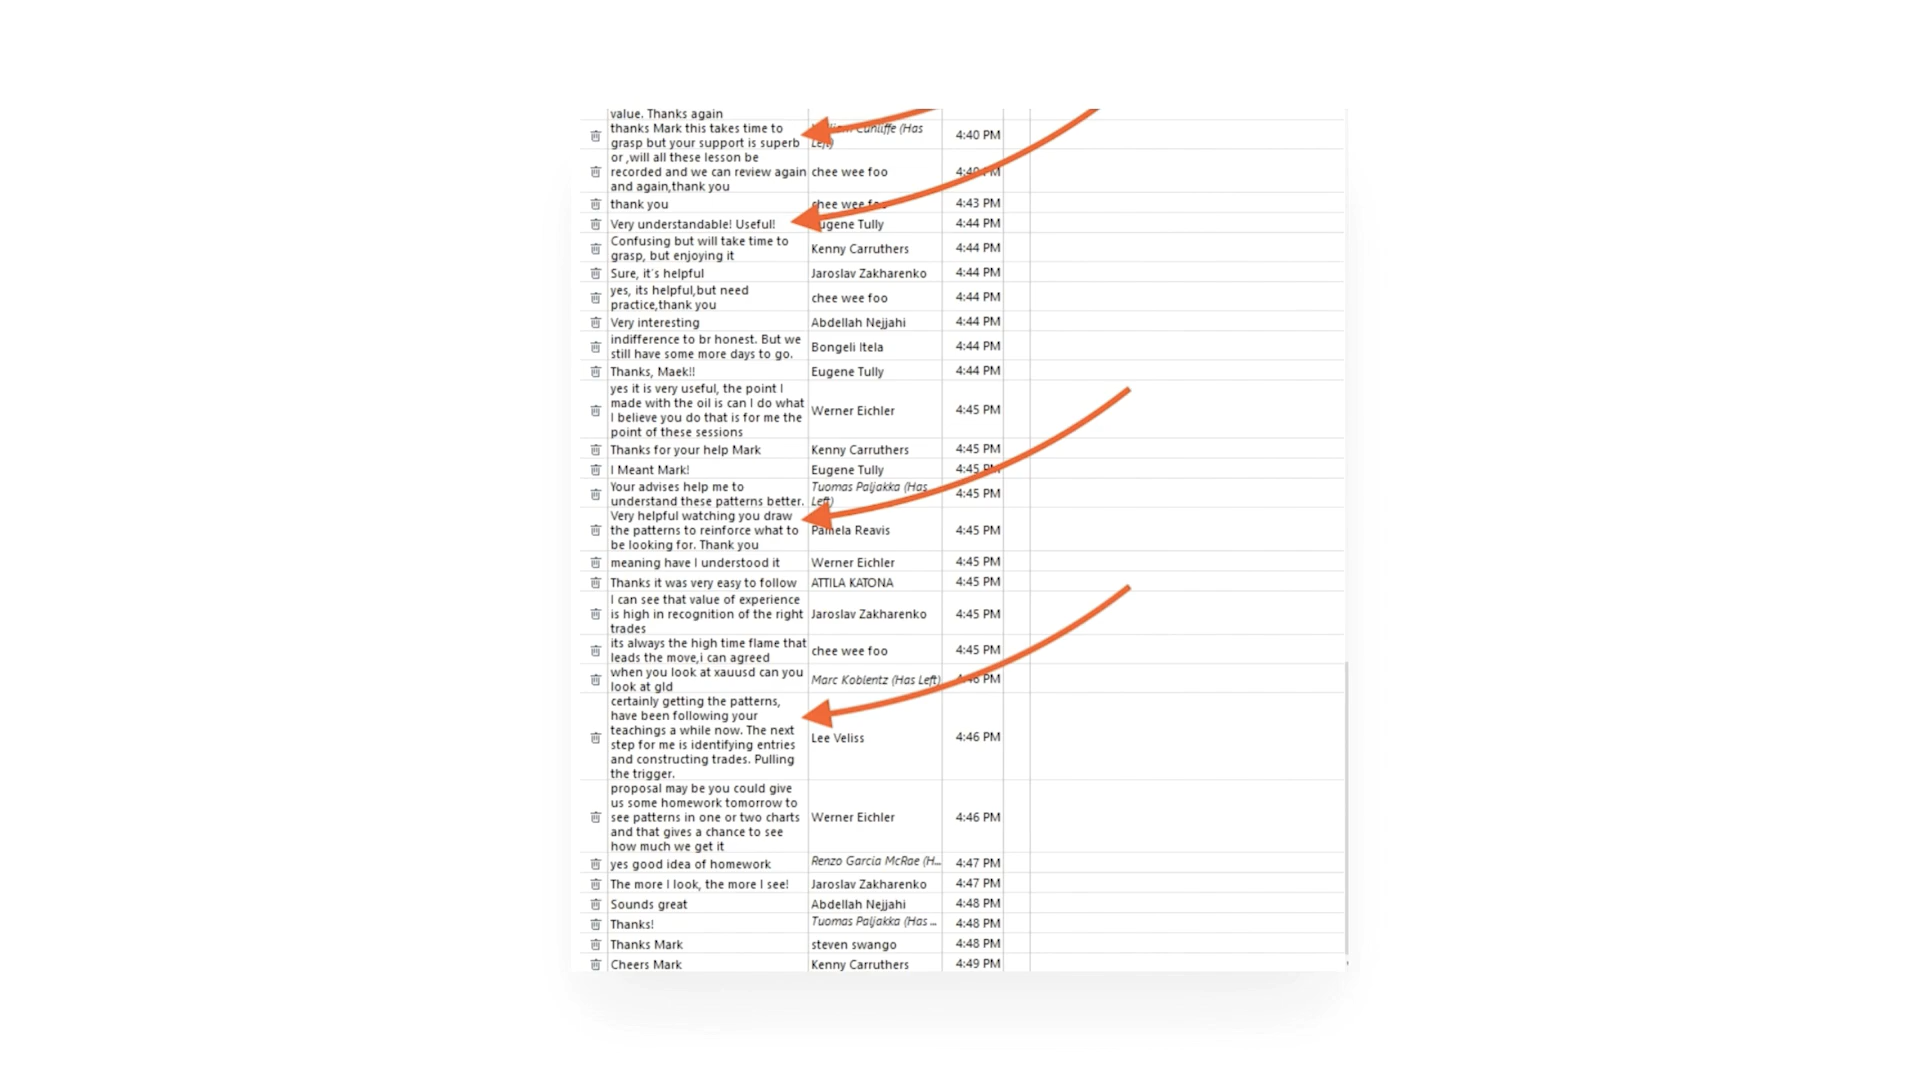 value. Thanks again
thanks Mark this takes time to
grasp but your support is superb
Cunliffe (Has
Left)
4:40 PM
or ,will all these lesson be
recorded and we can review again
and again,thank you
chee wee foo
thank you
chee wee foo
4:43 PM
Very understandable! Useful!
Eugene Tully
4:44 PM
Confusing but will take time to
grasp, but enjoying it
Kenny Carruthers
4:44 PM
Sure, it's helpful
Jaroslav Zakharenko
4:44 PM
yes, its helpful,but need
practice,thank you
chee wee foo
4:44 PM
Very interesting
Abdellah Nejjahi
4:44 PM
indifference to br honest. But we
still have some more days to go.
Bongeli Itela
4:44 PM
Thanks, Maek!!
Eugene Tully
4:44 PM
yes it is very useful, the point I
made with the oil is can I do what
I believe you do that is for me the
point of these sessions
Werner Eichler
4:45 PM
Thanks for your help Mark
Kenny Carruthers
4:45 PM
I Meant Mark!
Eugene Tully
4:45 PM
Your advises help me to
understand these patterns better.
Tuomas Paljakka (Has
Left)
4:45 PM
Very helpful watching you draw
the patterns to reinforce what to
be looking for. Thank you
Pamela Reavis
4:45 PM
meaning have I understood it
Werner Eichler
4:45 PM
Thanks it was very easy to follow
ATTILA KATONA
4:45 PM
I can see that value of experience
is high in recognition of the right
trades
Jaroslav Zakharenko
4:45 PM
its always the high time flame that
leads the move,i can agreed
chee wee foo
4:45 PM
when you look at xauusd can you
look at gld
Marc Koblentz (Has Left)
4:46 PM
certainly getting the patterns,
have been following your
teachings a while now. The next
step for me is identifying entries
and constructing trades. Pulling
the trigger.
Lee Veliss
4:46 PM
proposal may be you could give
us some homework tomorrow to
see patterns in one or two charts
and that gives a chance to see
how much we get it
Werner Eichler
4:46 PM
yes good idea of homework
Renzo Garcia McRae (H...
4:47 PM
The more I look, the more I see!
Jaroslav Zakharenko
4:47 PM
Sounds great
Abdellah Nejjahi
4:48 PM
Thanks!
Tuomas Paljakka (Has ...
4:48 PM
Thanks Mark
steven swango
4:48 PM
Cheers Mark
Kenny Carruthers
4:49 PM